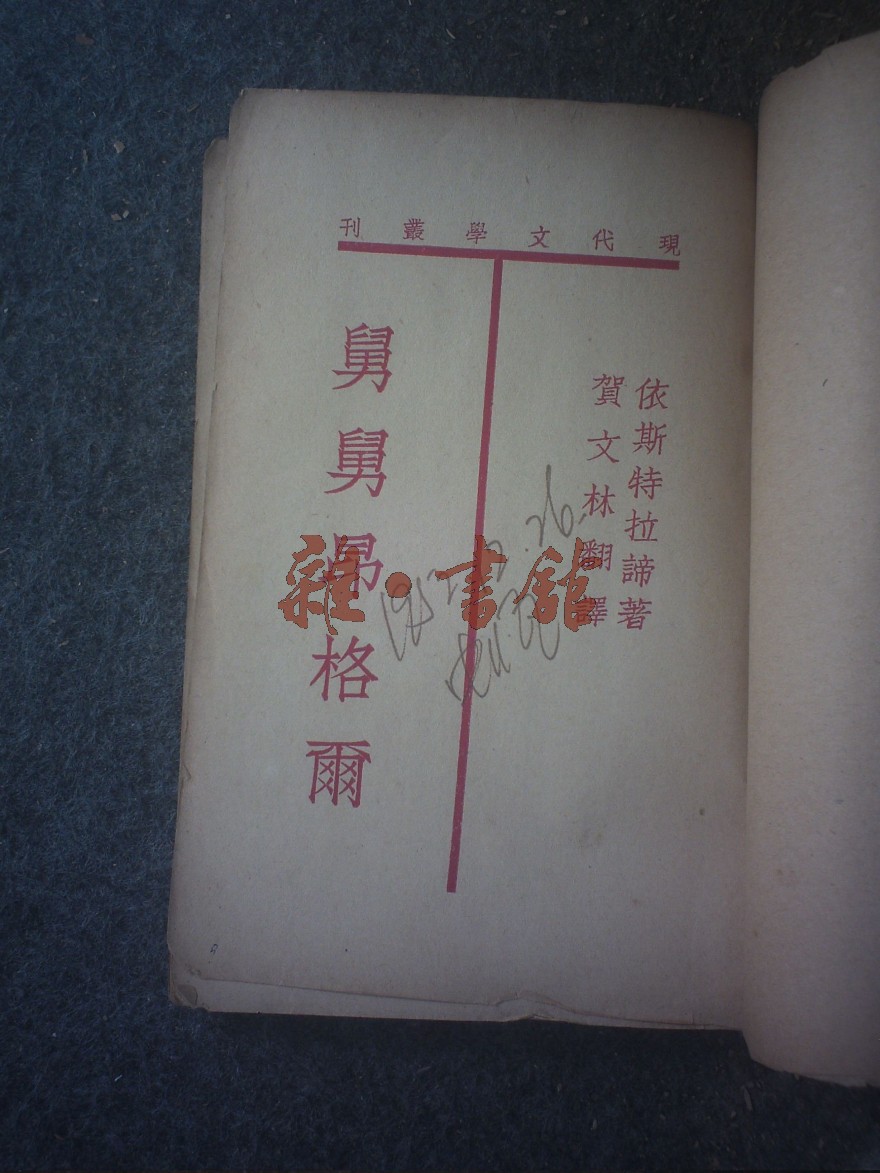 現代文學叢刊
依斯特拉諦著
賀文林翻譯
舅舅昂格爾
雜·書館